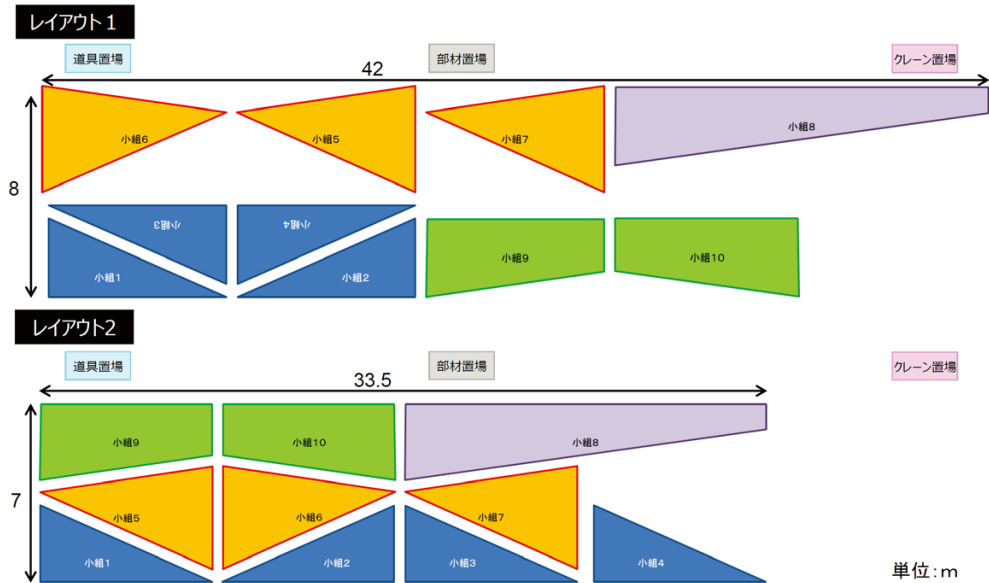 レイアウト1
道具置場
部材置場
クレーン置場
42
8
小組6
小組5
小組7
小組8
小組3
小組4
小組1
小組2
小組9
小組10
レイアウト2
道具置場
部材置場
クレーン置場
33.5
7
小組9
小組10
小組8
小組5
小組6
小組7
小組1
小組2
小組3
小組4
単位:m